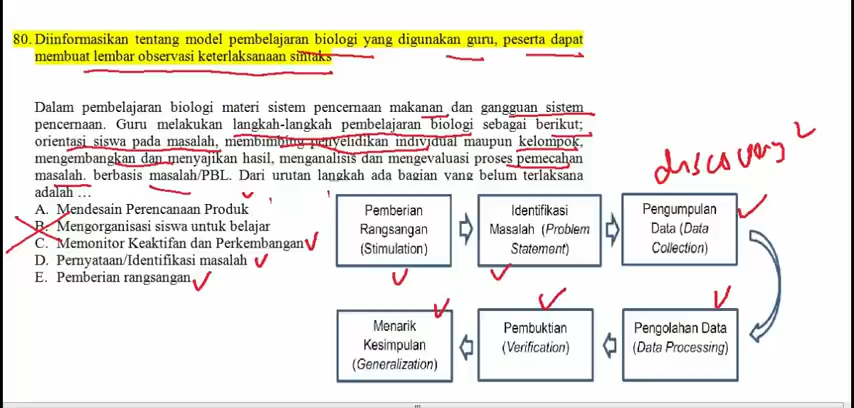 80. Diinformasikan tentang model pembelajaran biologi yang digunakan guru, peserta dapat
membuat lembar observasi keterlaksanaan sintaks
Dalam pembelajaran biologi materi sistem pencernaan makanan dan gangguan sistem
pencernaan. Guru melakukan langkah-langkah pembelajaran biologi sebagai berikut;
orientasi siswa pada masalah, membimbing penyelidikan individual maupun kelompok,
mengembangkan dan menyajikan hasil, menganalisis dan mengevaluasi proses pemecahan
masalah. berbasis masalah/PBL. Dari urutan langkah ada bagian yang belum terlaksana
adalah ...
A. Mendesain Perencanaan Produk
B. Mengorganisasi siswa untuk belajar
C. Memonitor Keaktifan dan Perkembangan
D. Pernyataan/Identifikasi masalah
E. Pemberian rangsangan
discovery
Pemberian
Rangsangan
(Stimulation)
Identifikasi
Masalah (Problem
Statement)
Pengumpulan
Data (Data
Collection)
Menarik
Kesimpulan
(Generalization)
Pembuktian
(Verification)
Pengolahan Data
(Data Processing)